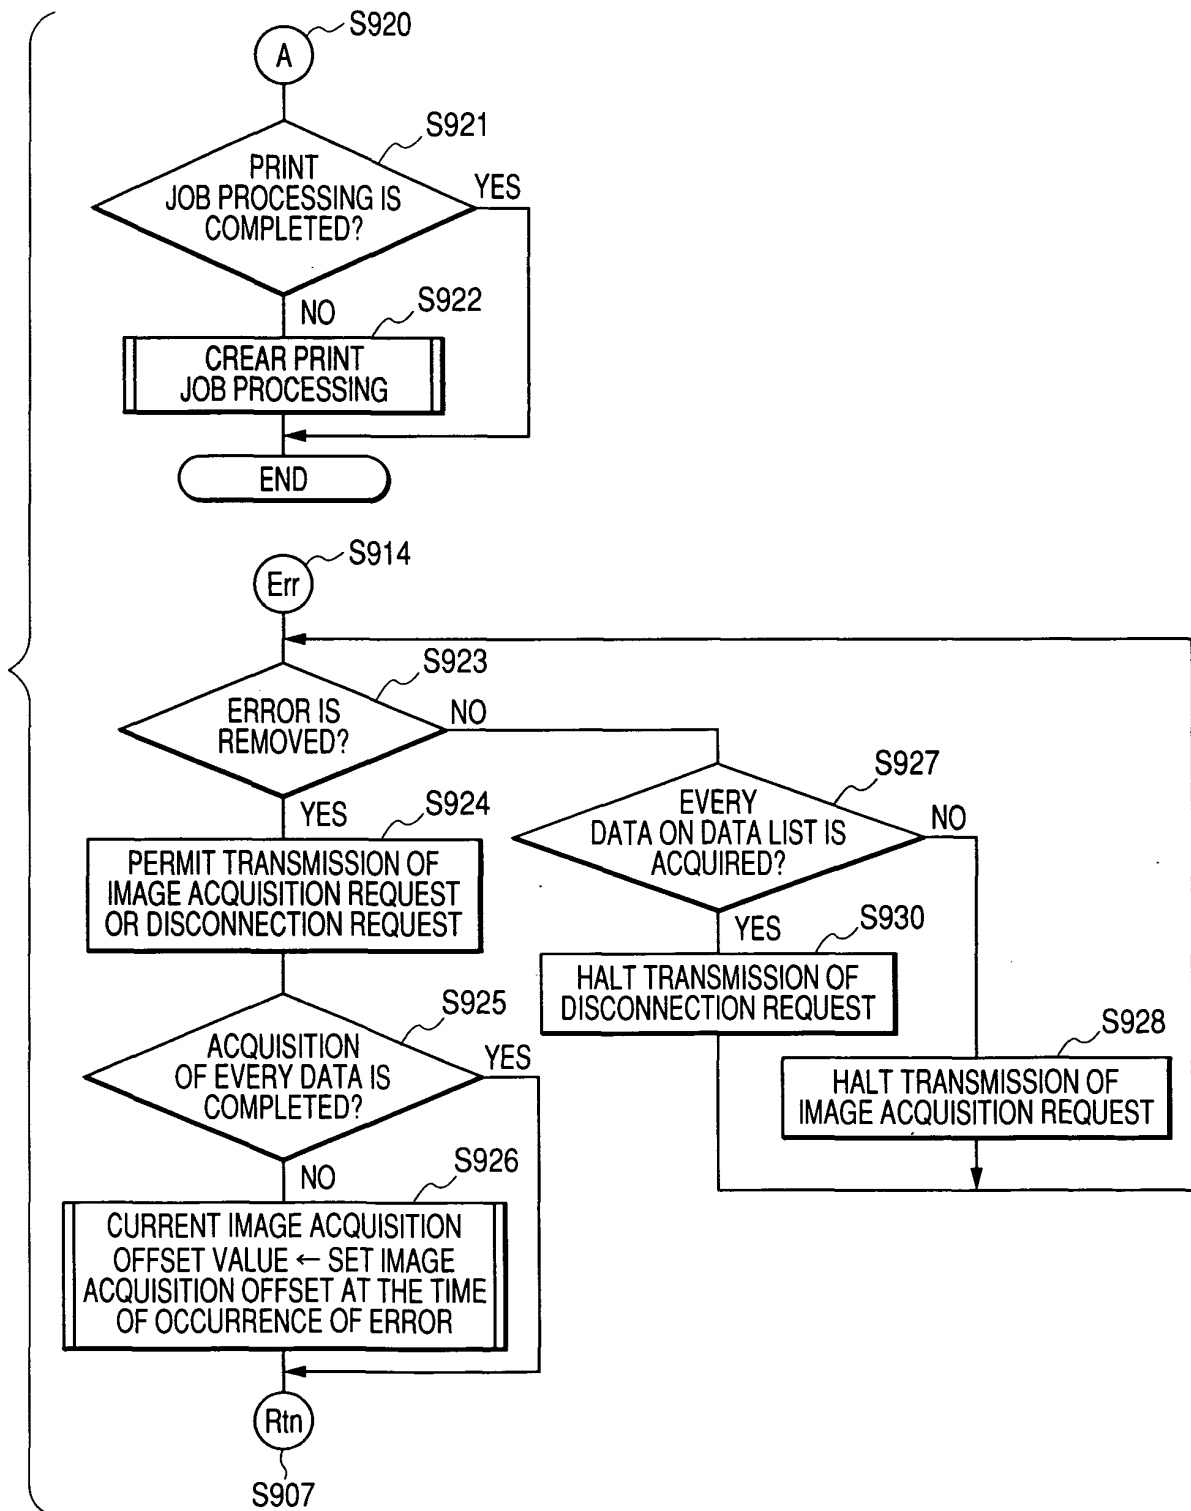 S920
A
S921
PRINT
JOB PROCESSING IS
COMPLETED?
YES
NO
S922
CREAR PRINT
JOB PROCESSING
END
S914
Err
S923
ERROR IS
REMOVED?
NO
YES
S924
PERMIT TRANSMISSION OF
IMAGE ACQUISITION REQUEST
OR DISCONNECTION REQUEST
S927
EVERY
DATA ON DATA LIST IS
ACQUIRED?
NO
YES
S930
HALT TRANSMISSION OF
DISCONNECTION REQUEST
S928
HALT TRANSMISSION OF
IMAGE ACQUISITION REQUEST
S925
ACQUISITION
OF EVERY DATA IS
COMPLETED?
YES
NO
S926
CURRENT IMAGE ACQUISITION
OFFSET VALUE ← SET IMAGE
ACQUISITION OFFSET AT THE TIME
OF OCCURRENCE OF ERROR
Rtn
S907